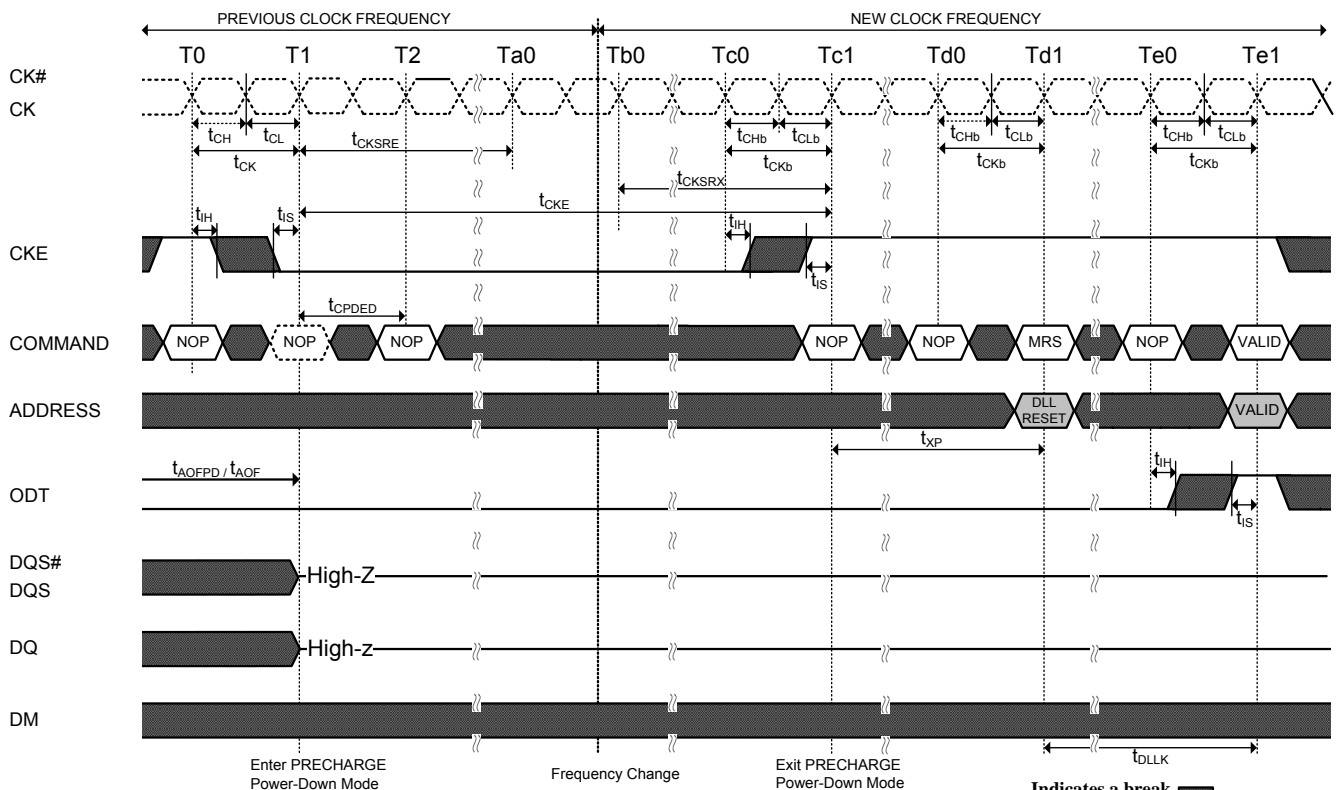 PREVIOUS CLOCK FREQUENCY NEW CLOCK FREQUENCY
T0 T1 T2 Ta0 Tb0 Tc0 Tc1 Td0 Td1 Te0 Te1
CK#
CK
tCH tCL tCHb tCLb tCHb tCLb tCHb tCLb
tCK tCKSRE tCKb tCKb tCKb
tCKSRX
tCKE
tIH tIS tIH
CKE
tIS
tCPDED
COMMAND NOP NOP NOP NOP NOP MRS NOP VALID
ADDRESS DLL RESET VALID
tXP
tAOFPD / tAOF tIH
ODT
tIS
DQS#
DQS High-Z
DQ High-z
DM
tDLLK
Enter PRECHARGE
Power-Down Mode
Frequency Change
Exit PRECHARGE
Power-Down Mode
Indicates a break